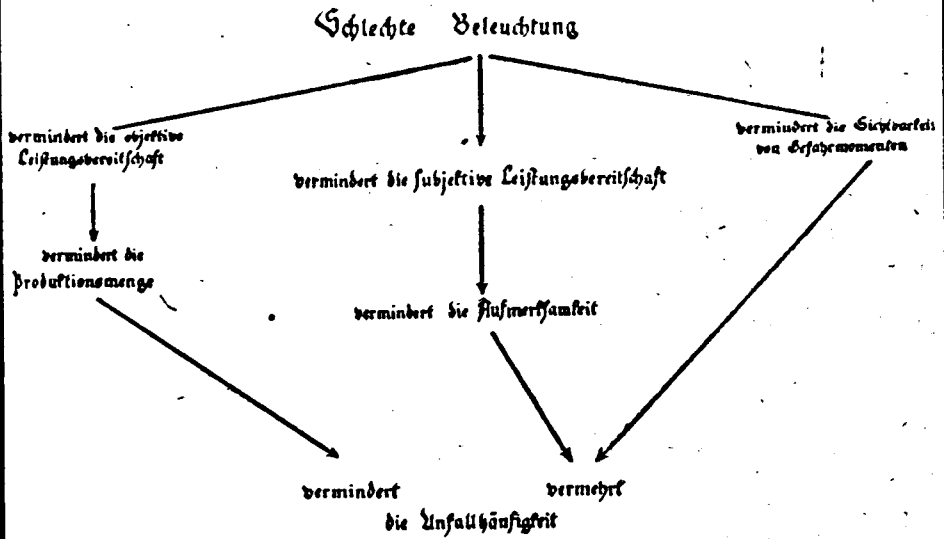 Schlechte Beleuchtung
vermindert die objektive
Leistungsbereitschaft
vermindert die subjektive Leistungsbereitschaft
vermindert die Sichtbarkeit
von Gefahrmomenten
vermindert die
Produktionsmenge
vermindert die Aufmerksamkeit
vermindert
vermehrt
die Unfallhäufigkeit